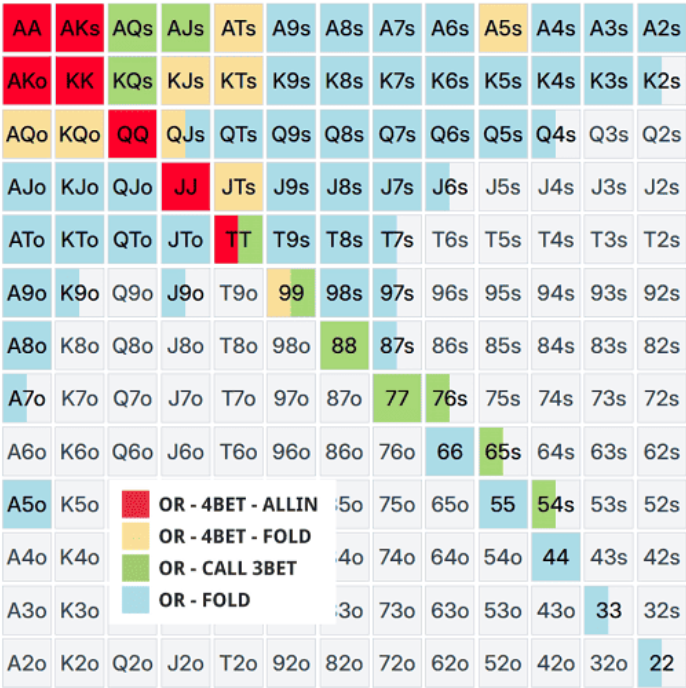 AA AKs AQs AJs ATs A9s A8s A7s A6s A5s A4s A3s A2s
AKo KK KQs KJs KTs K9s K8s K7s K6s K5s K4s K3s K2s
AQo KQo QQ QJs QTs Q9s Q8s Q7s Q6s Q5s Q4s Q3s Q2s
AJo KJo QJo JJ JTs J9s J8s J7s J6s J5s J4s J3s J2s
ATo KTo QTo JTo TT T9s T8s T7s T6s T5s T4s T3s T2s
A9o K9o Q9o J9o T9o 99 98s 97s 96s 95s 94s 93s 92s
A8o K8o Q8o J8o T8o 98o 88 87s 86s 85s 84s 83s 82s
A7o K7o Q7o J7o T7o 97o 87o 77 76s 75s 74s 73s 72s
A6o K6o Q6o J6o T6o 96o 86o 76o 66 65s 64s 63s 62s
A5o K5o 75o 65o 55 54s 53s 52s
A4o K4o 74o 64o 54o 44 43s 42s
A3o K3o 73o 63o 53o 43o 33 32s
A2o K2o Q2o J2o T2o 92o 82o 72o 62o 52o 42o 32o 22
OR - 4BET - ALLIN
OR - 4BET - FOLD
OR - CALL 3BET
OR - FOLD